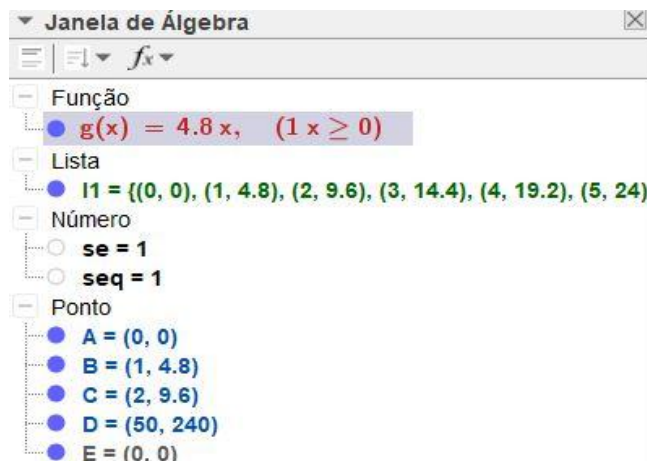 Janela de Álgebra
fx
Função
g(x) = 4.8 x, (1 x ≥ 0)
Lista
l1 = {(0, 0), (1, 4.8), (2, 9.6), (3, 14.4), (4, 19.2), (5, 24)
Número
se = 1
seq = 1
Ponto
A = (0, 0)
B = (1, 4.8)
C = (2, 9.6)
D = (50, 240)
E = (0, 0)